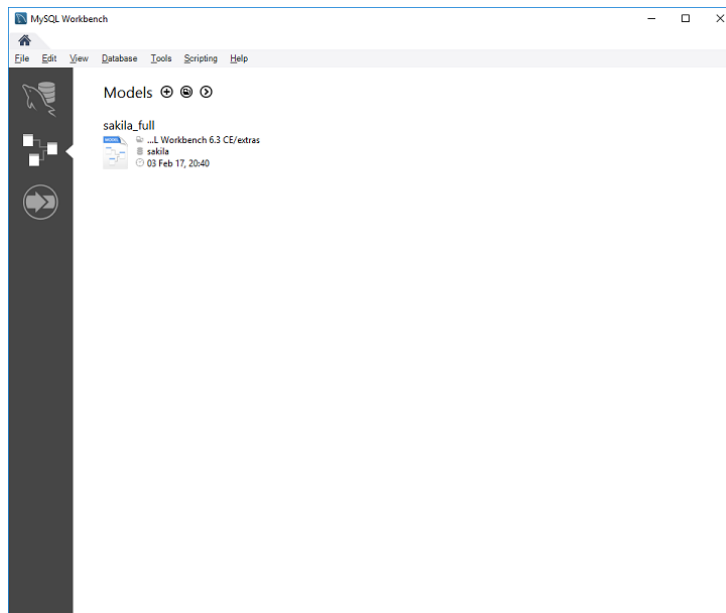 MySQL Workbench
File Edit View Database Tools Scripting Help
Models
sakila_full
...L Workbench 6.3 CE/extras
sakila
03 Feb 17, 20:40
MODEL